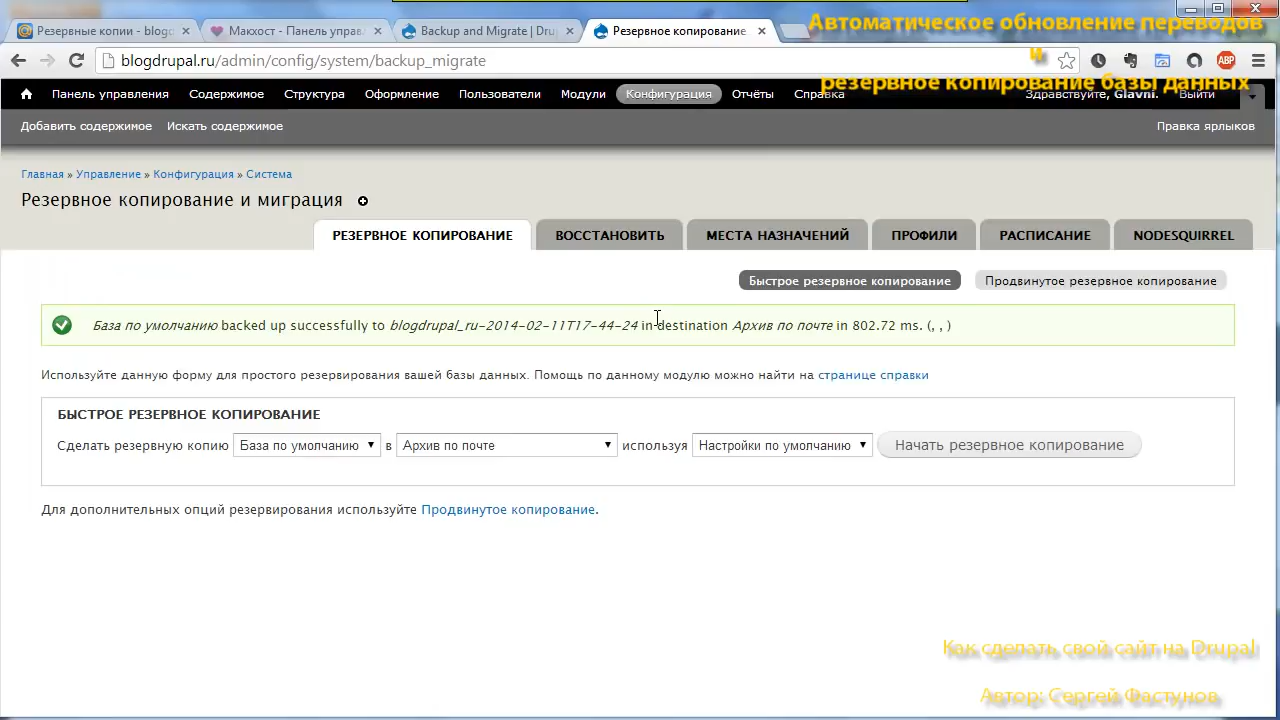 Резервные копии - blogd
Макхост - Панель управл
Backup and Migrate | Drup
Резервное копирование
Автоматическое обновление переводов
и
резервное копирование базы данных
blogdrupal.ru/admin/config/system/backup_migrate
ABP
Панель управления Содержимое Структура Оформление Пользователи Модули Конфигурация Отчёты Справка Здравствуйте, Glavni. Выйти
Добавить содержимое Искать содержимое Правка ярлыков
Главная » Управление » Конфигурация » Система
Резервное копирование и миграция
РЕЗЕРВНОЕ КОПИРОВАНИЕ ВОССТАНОВИТЬ МЕСТА НАЗНАЧЕНИЙ ПРОФИЛИ РАСПИСАНИЕ NODESQUIRREL
Быстрое резервное копирование Продвинутое резервное копирование
База по умолчанию backed up successfully to blogdrupal_ru-2014-02-11T17-44-24 in destination Архив по почте in 802.72 ms. (, , )
Используйте данную форму для простого резервирования вашей базы данных. Помощь по данному модулю можно найти на странице справки
БЫСТРОЕ РЕЗЕРВНОЕ КОПИРОВАНИЕ
Сделать резервную копию База по умолчанию в Архив по почте используя Настройки по умолчанию Начать резервное копирование
Для дополнительных опций резервирования используйте Продвинутое копирование.
Как сделать свой сайт на Drupal
Автор: Сергей Фастунов